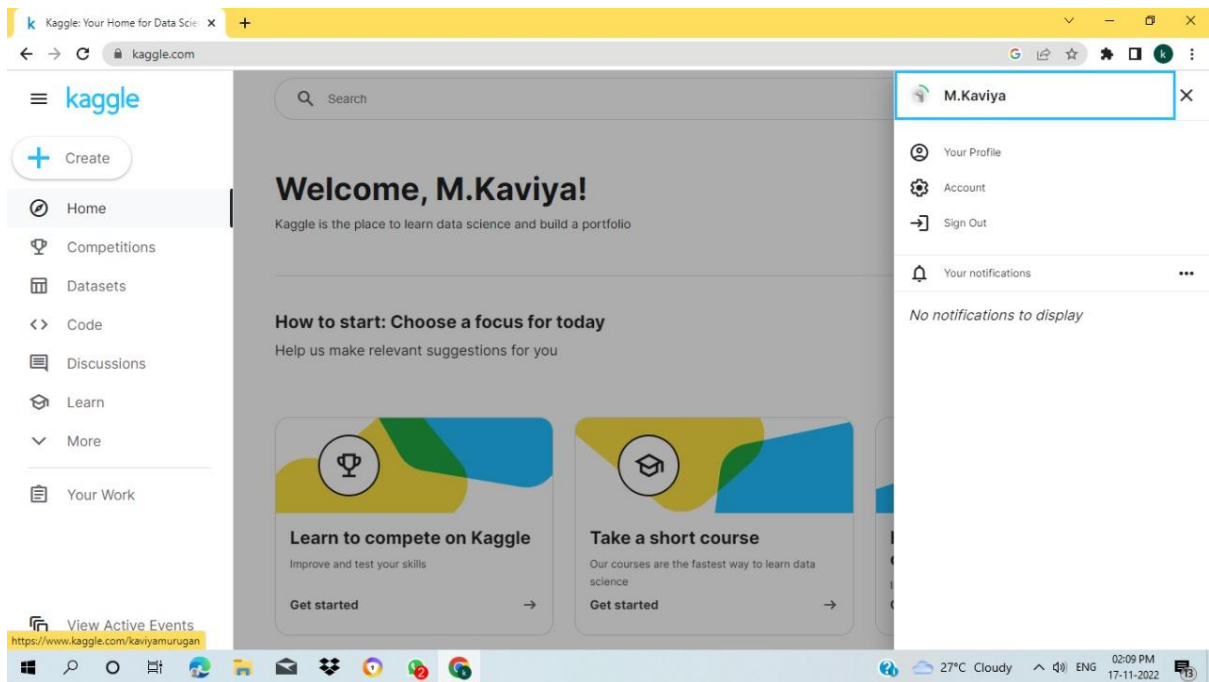 k Kaggle: Your Home for Data Scie
kaggle.com
G
k
kaggle
Search
M.Kaviya
Create
Your Profile
Account
Sign Out
Home
Competitions
Datasets
Code
Discussions
Learn
More
Your Work
View Active Events
Welcome, M.Kaviya!
Kaggle is the place to learn data science and build a portfolio
Your notifications
No notifications to display
How to start: Choose a focus for today
Help us make relevant suggestions for you
Learn to compete on Kaggle
Improve and test your skills
Get started
Take a short course
Our courses are the fastest way to learn data
science
Get started
https://www.kaggle.com/kaviyamurugan
2
27°C Cloudy
ENG
02:09 PM
17-11-2022
13